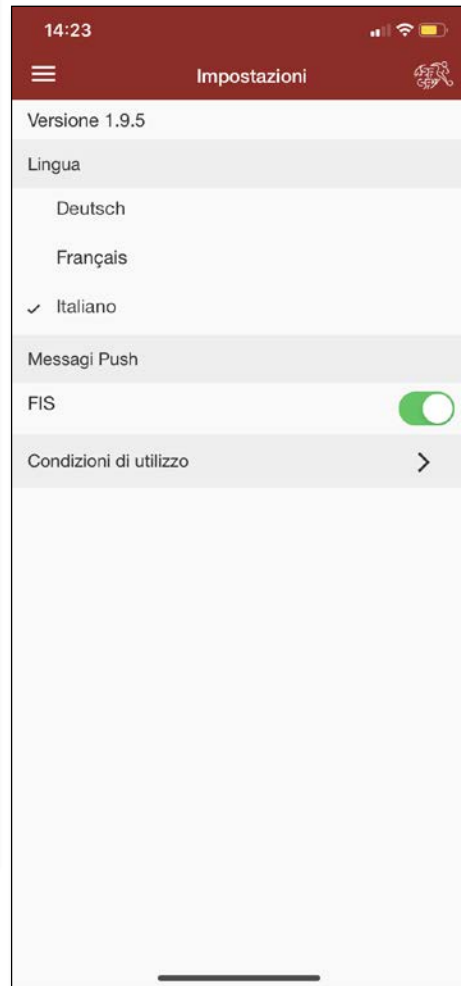 14:23
Impostazioni
Versione 1.9.5
Lingua
Deutsch
Français
Italiano
Messagi Push
FIS
Condizioni di utilizzo